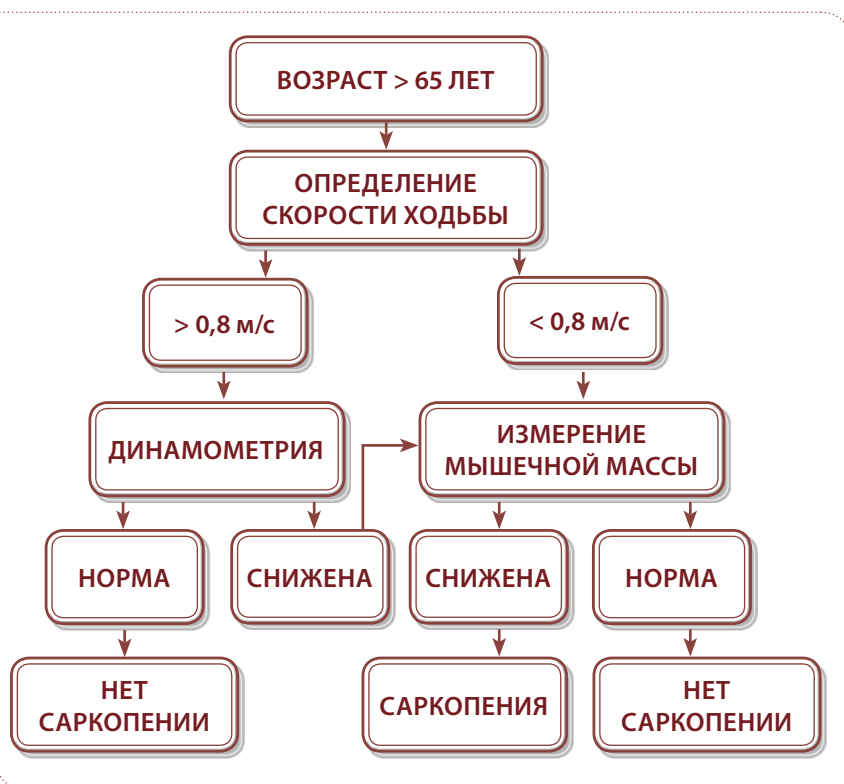 ВОЗРАСТ > 65 ЛЕТ
ОПРЕДЕЛЕНИЕ
СКОРОСТИ ХОДЬБЫ
> 0,8 м/с
< 0,8 м/с
ДИНАМОМЕТРИЯ
ИЗМЕРЕНИЕ
МЫШЕЧНОЙ МАССЫ
НОРМА
СНИЖЕНА
СНИЖЕНА
НОРМА
НЕТ
САРКОПЕНИИ
САРКОПЕНИЯ
НЕТ
САРКОПЕНИИ